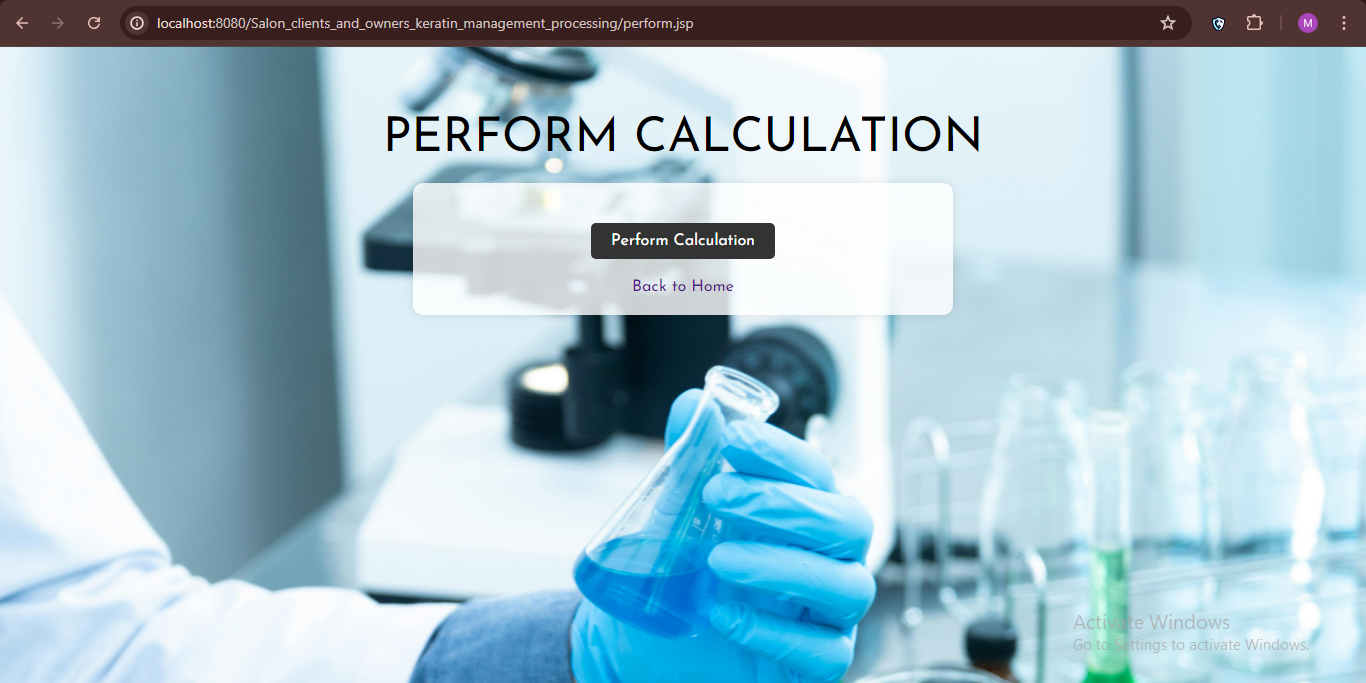 localhost:8080/Salon_clients_and_owners_keratin_management_processing/perform.jsp
M
PERFORM CALCULATION
Perform Calculation
Back to Home
Activate Windows
Go to Settings to activate Windows.